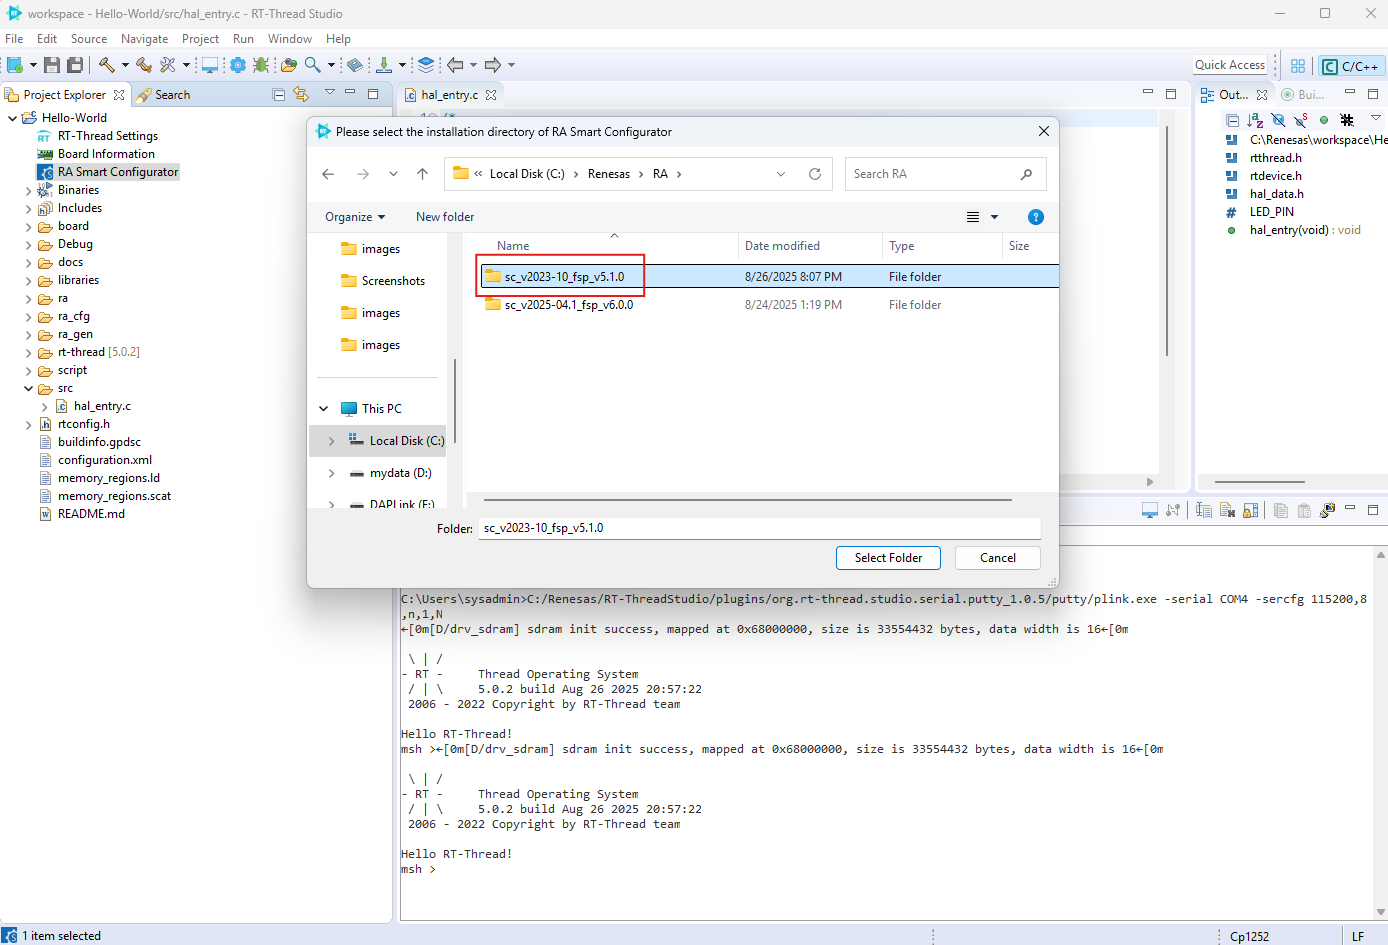 workspace - Hello-World/src/hal_entry.c - RT-Thread Studio
File Edit Source Navigate Project Run Window Help
Quick Access
C/C++
Project Explorer
Search
hal_entry.c
Out...
Bui...
Hello-World
RT-Thread Settings
Board Information
RA Smart Configurator
Binaries
Includes
board
Debug
docs
libraries
ra
ra_cfg
ra_gen
rt-thread [5.0.2]
script
src
hal_entry.c
rtconfig.h
buildinfo.gpdsc
configuration.xml
memory_regions.ld
memory_regions.scat
README.md
Please select the installation directory of RA Smart Configurator
« Local Disk (C:) › Renesas › RA ›
Search RA
Organize
New folder
images
Screenshots
images
images
This PC
Local Disk (C:)
mydata (D:)
DAPLink (E:)
Name Date modified Type Size
sc_v2023-10_fsp_v5.1.0 8/26/2025 8:07 PM File folder
sc_v2025-04.1_fsp_v6.0.0 8/24/2025 1:19 PM File folder
Folder: sc_v2023-10_fsp_v5.1.0
Select Folder
Cancel
C:\Renesas\workspace\He
rtthread.h
rtdevice.h
hal_data.h
LED_PIN
hal_entry(void) : void
C:\Users\sysadmin>C:/Renesas/RT-ThreadStudio/plugins/org.rt-thread.studio.serial.putty_1.0.5/putty/plink.exe -serial COM4 -sercfg 115200,8
,n,1,N
←[0m[D/drv_sdram] sdram init success, mapped at 0x68000000, size is 33554432 bytes, data width is 16←[0m
\ | /
- RT - Thread Operating System
/ | \ 5.0.2 build Aug 26 2025 20:57:22
2006 - 2022 Copyright by RT-Thread team
Hello RT-Thread!
msh >←[0m[D/drv_sdram] sdram init success, mapped at 0x68000000, size is 33554432 bytes, data width is 16←[0m
\ | /
- RT - Thread Operating System
/ | \ 5.0.2 build Aug 26 2025 20:57:22
2006 - 2022 Copyright by RT-Thread team
Hello RT-Thread!
msh >
1 item selected
Cp1252
LF